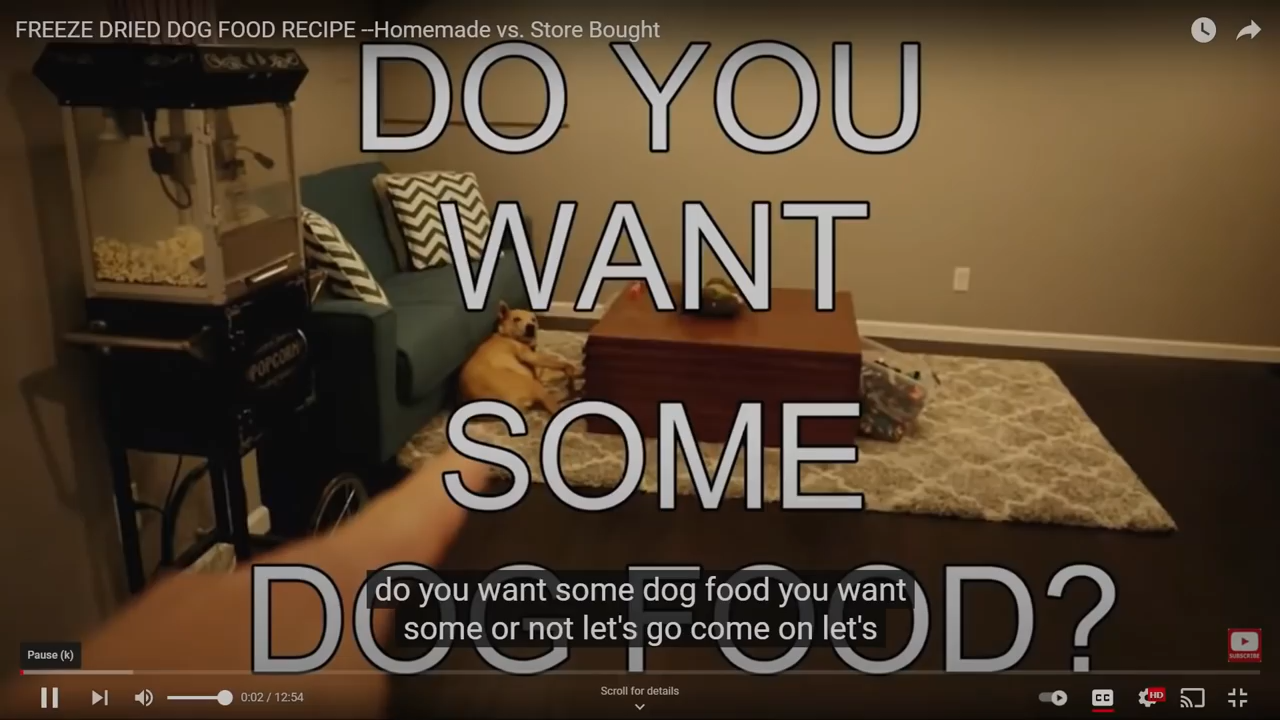 FREEZE DRIED DOG FOOD RECIPE --Homemade vs. Store Bought
DO YOU
WANT
SOME
DOG FOOD?
POPCORN
do you want some dog food you want
some or not let's go come on let's
SUBSCRIBE
Pause (k)
0:02 / 12:54
Scroll for details
CC
HD